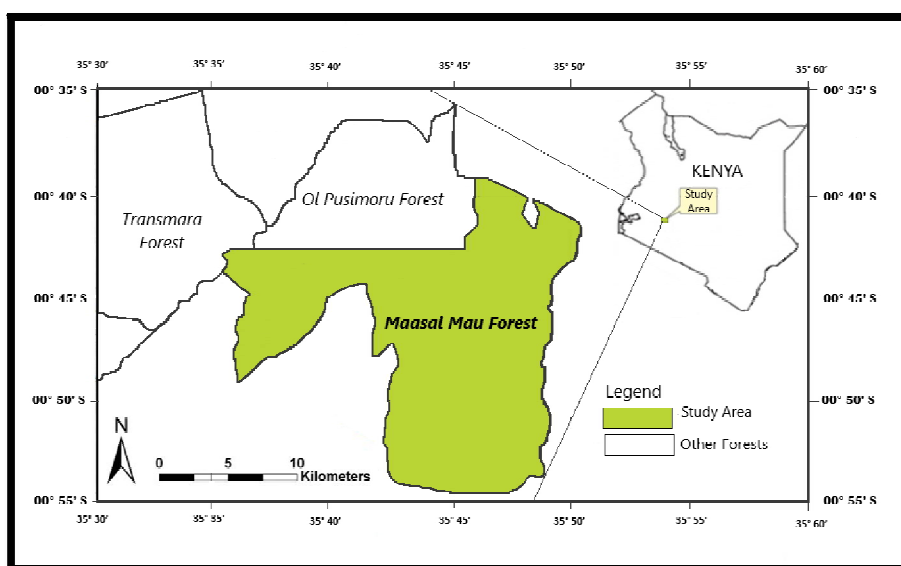 35° 30' 35° 35' 35° 40' 35° 45' 35° 50' 35° 55' 35° 60'
00° 35' S 00° 35' S
KENYA
Study
Area
00° 40' S 00° 40' S
Ol Pusimoru Forest
Transmara
Forest
00° 45' S 00° 45' S
Maasal Mau Forest
Legend
00° 50' S 00° 50' S
Study Area
N
Other Forests
0 5 10
Kilometers
00° 55' S 00° 55' S
35° 30' 35° 35' 35° 40' 35° 45' 35° 50' 35° 55' 35° 60'